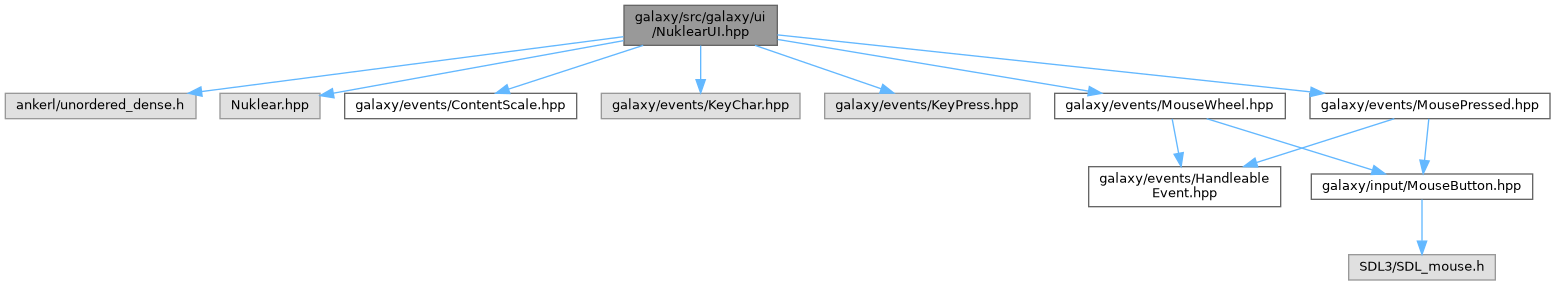 galaxy/src/galaxy/ui
/NuklearUI.hpp
ankerl/unordered_dense.h
Nuklear.hpp
galaxy/events/ContentScale.hpp
galaxy/events/KeyChar.hpp
galaxy/events/KeyPress.hpp
galaxy/events/MouseWheel.hpp
galaxy/events/MousePressed.hpp
galaxy/events/Handleable
Event.hpp
galaxy/input/MouseButton.hpp
SDL3/SDL_mouse.h